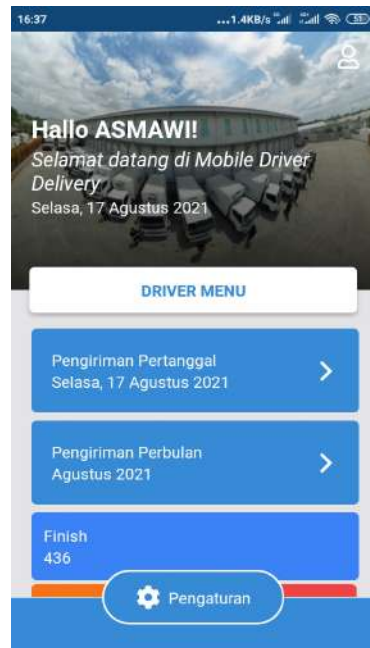 16:37
...1.4KB/s
Hallo ASMAWI!
Selamat datang di Mobile Driver
Delivery
Selasa, 17 Agustus 2021
DRIVER MENU
Pengiriman Pertanggal
Selasa, 17 Agustus 2021
Pengiriman Perbulan
Agustus 2021
Finish
436
Pengaturan